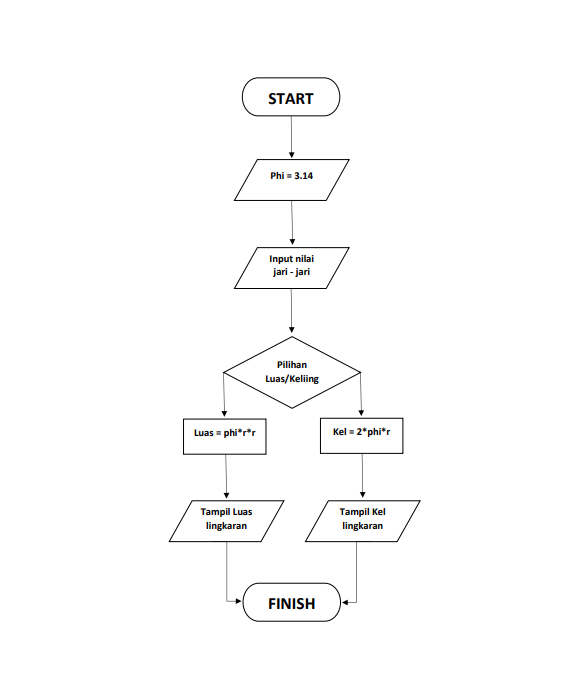 START
Phi = 3.14
Input nilai
jari - jari
Pilihan
Luas/Keliing
Luas = phi*r*r
Kel = 2*phi*r
Tampil Luas
lingkaran
Tampil Kel
lingkaran
FINISH